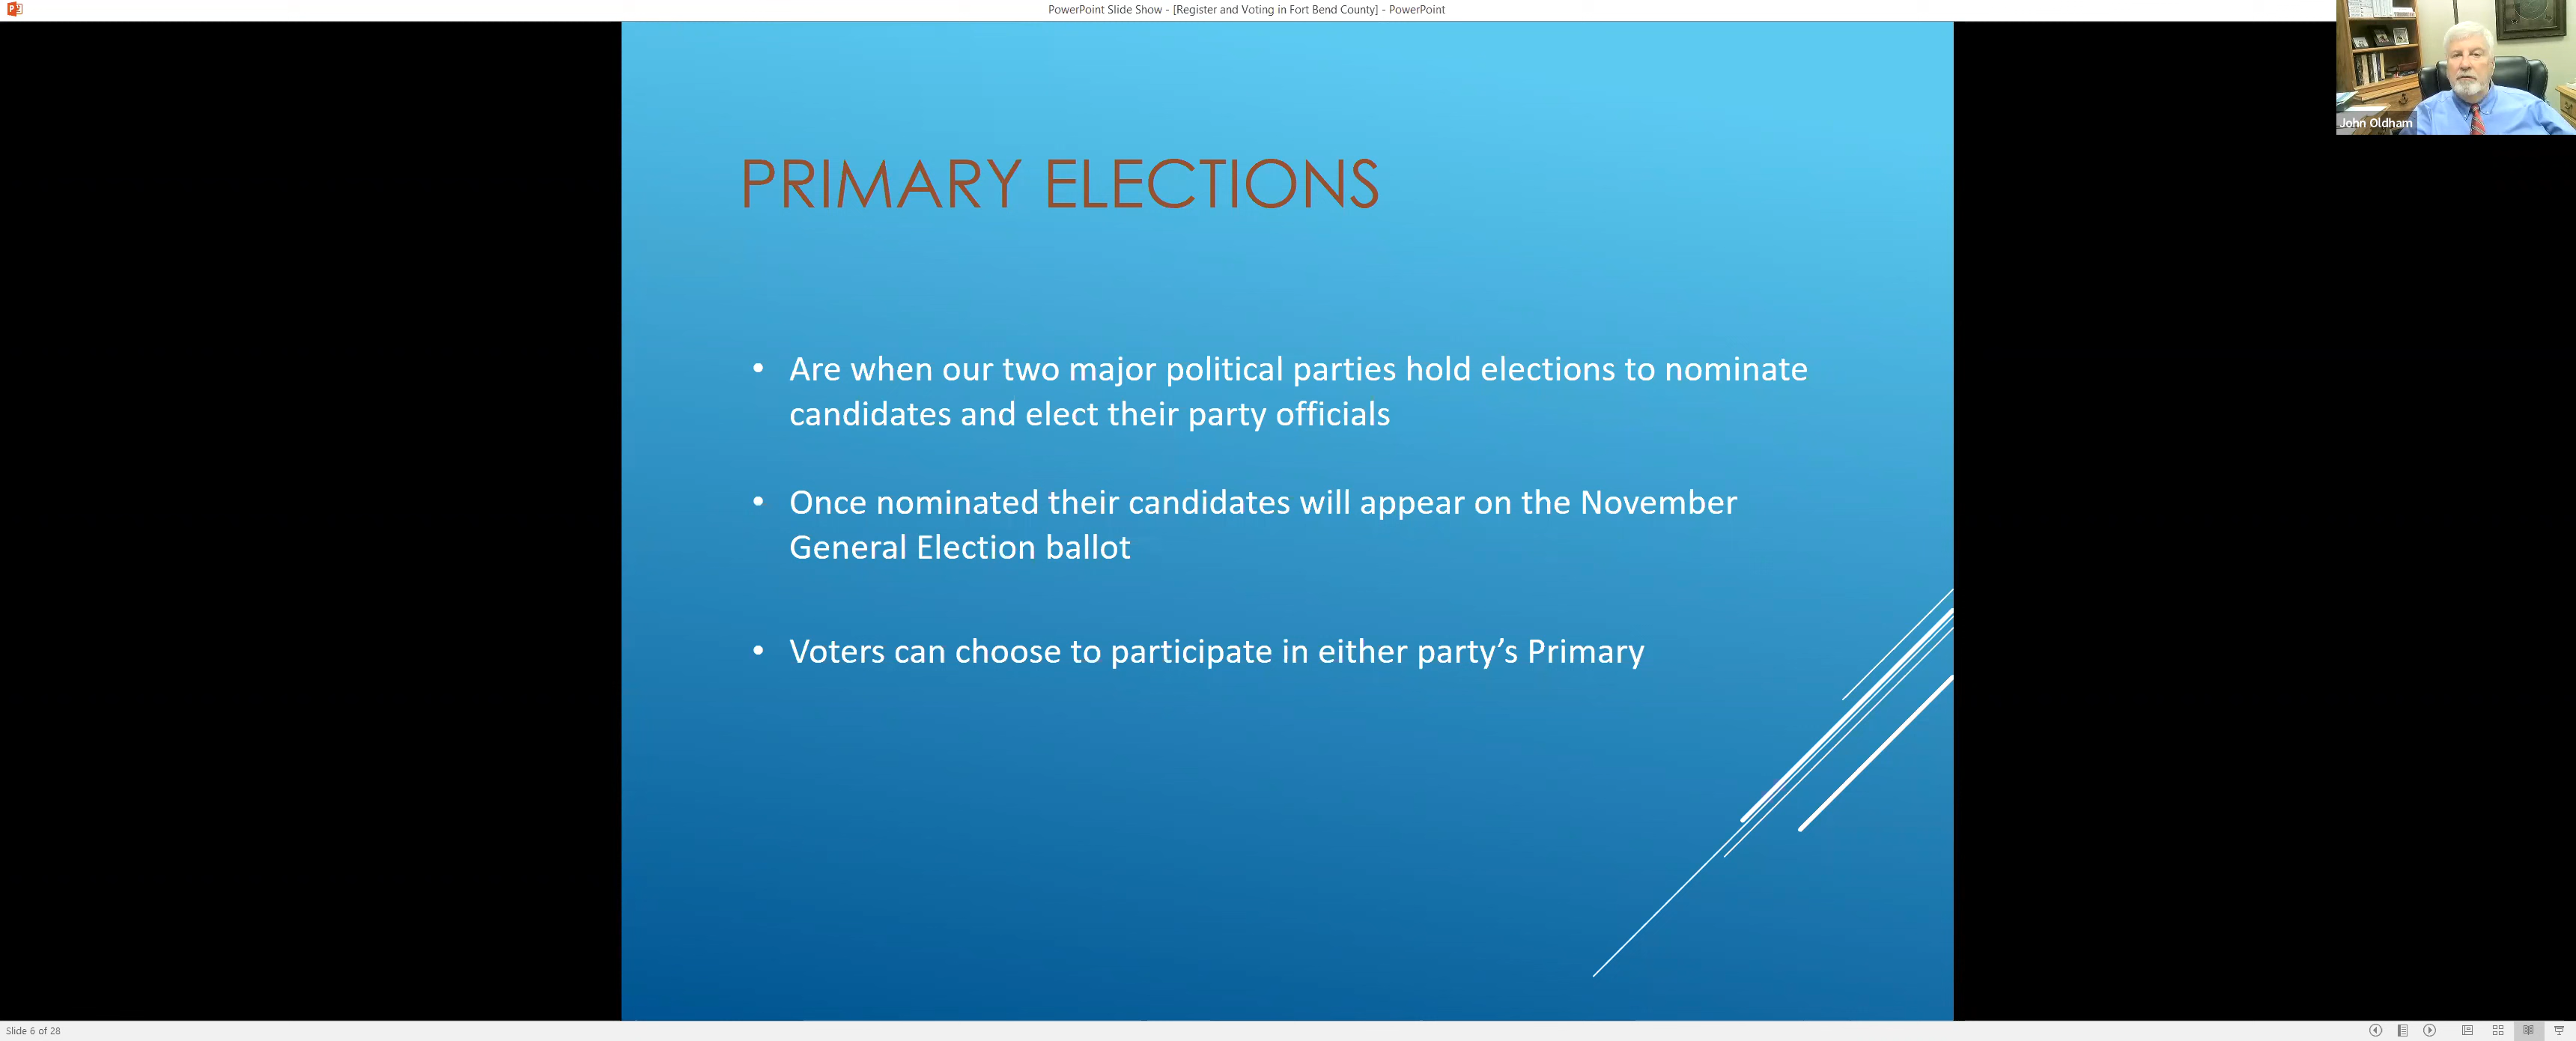 PowerPoint Slide Show - [Register and Voting in Fort Bend County] - PowerPoint
John Oldham
PRIMARY ELECTIONS
• Are when our two major political parties hold elections to nominate
candidates and elect their party officials
• Once nominated their candidates will appear on the November
General Election ballot
• Voters can choose to participate in either party’s Primary
Slide 6 of 28